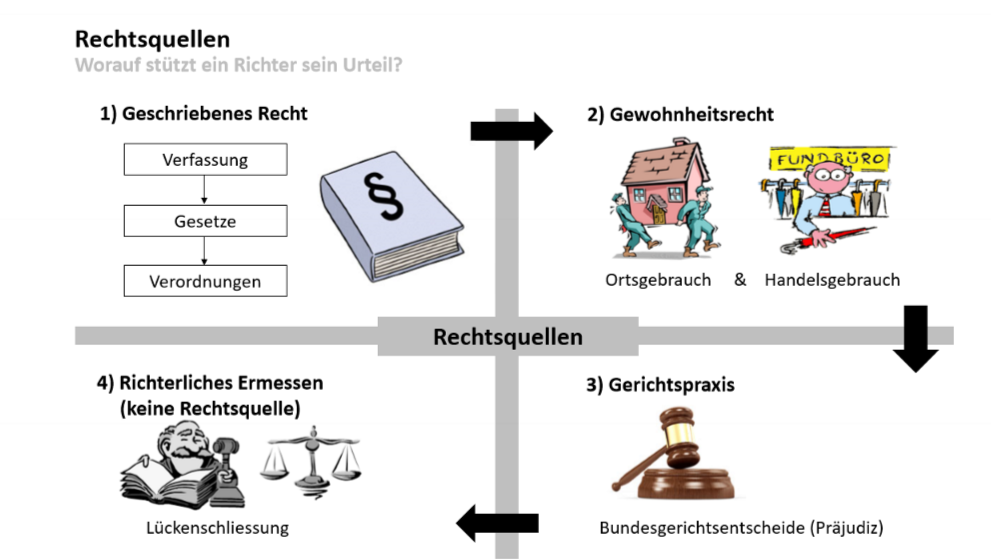 Rechtsquellen
Worauf stützt ein Richter sein Urteil?
1) Geschriebenes Recht
Verfassung
Gesetze
Verordnungen
§
2) Gewohnheitsrecht
FUNDBÜRO
Ortsgebrauch & Handelsgebrauch
Rechtsquellen
3) Gerichtspraxis
Bundesgerichtsentscheide (Präjudiz)
4) Richterliches Ermessen
(keine Rechtsquelle)
Lückenschliessung